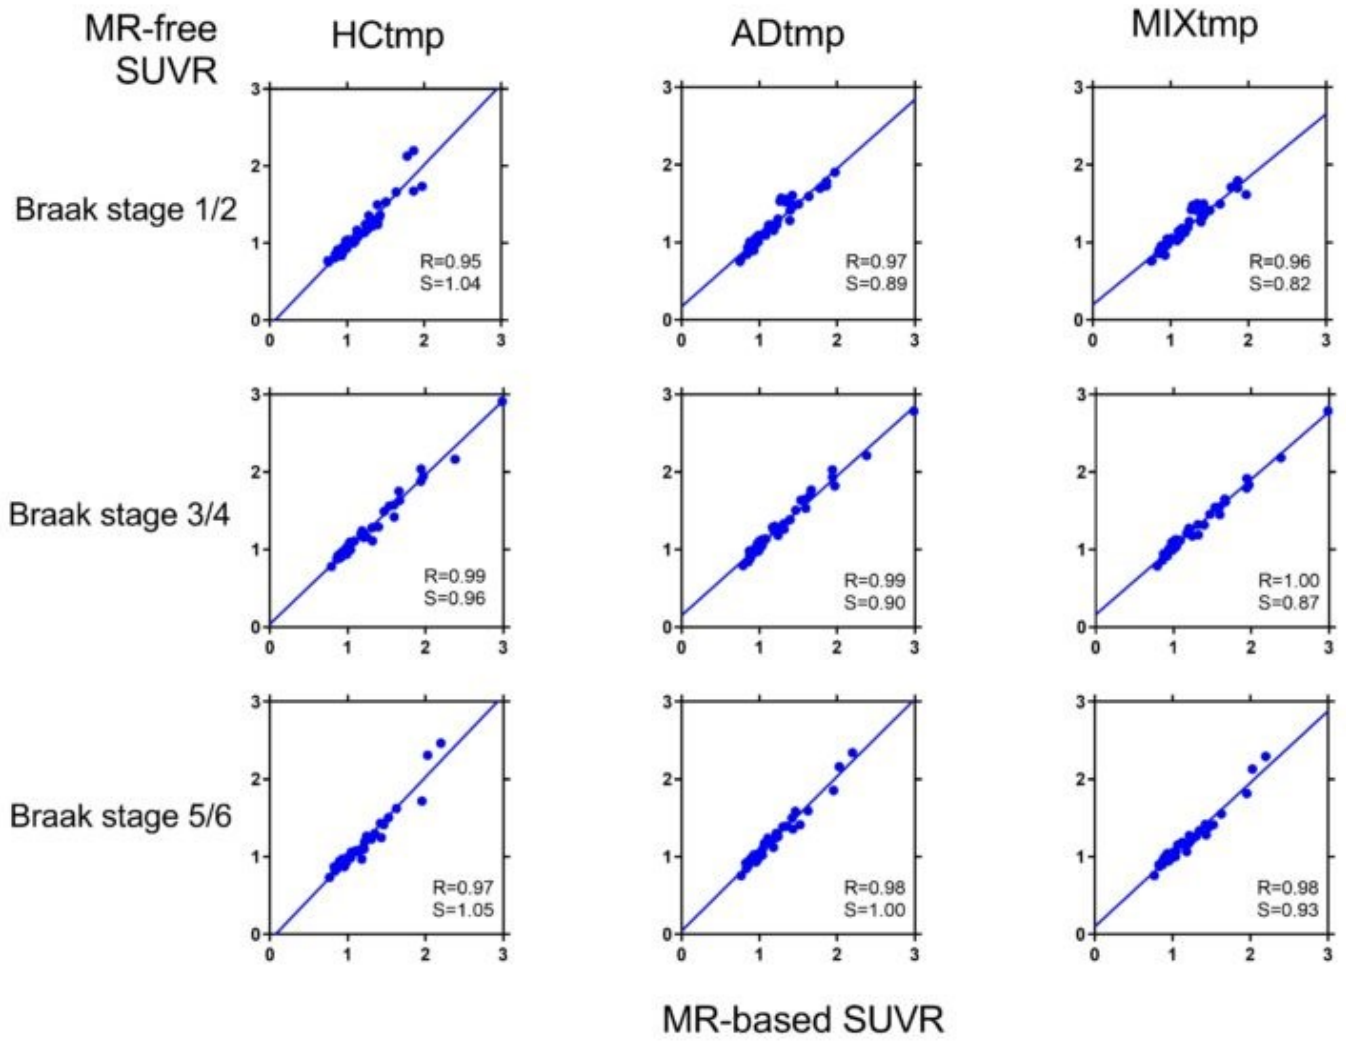 MR-free
SUVR
HCtmp
ADtmp
MIXtmp
Braak stage 1/2
3
2
1
0
0 1 2 3
R=0.95
S=1.04
3
2
1
0
0 1 2 3
R=0.97
S=0.89
3
2
1
0
0 1 2 3
R=0.96
S=0.82
Braak stage 3/4
3
2
1
0
0 1 2 3
R=0.99
S=0.96
3
2
1
0
0 1 2 3
R=0.99
S=0.90
3
2
1
0
0 1 2 3
R=1.00
S=0.87
Braak stage 5/6
3
2
1
0
0 1 2 3
R=0.97
S=1.05
3
2
1
0
0 1 2 3
R=0.98
S=1.00
3
2
1
0
0 1 2 3
R=0.98
S=0.93
MR-based SUVR